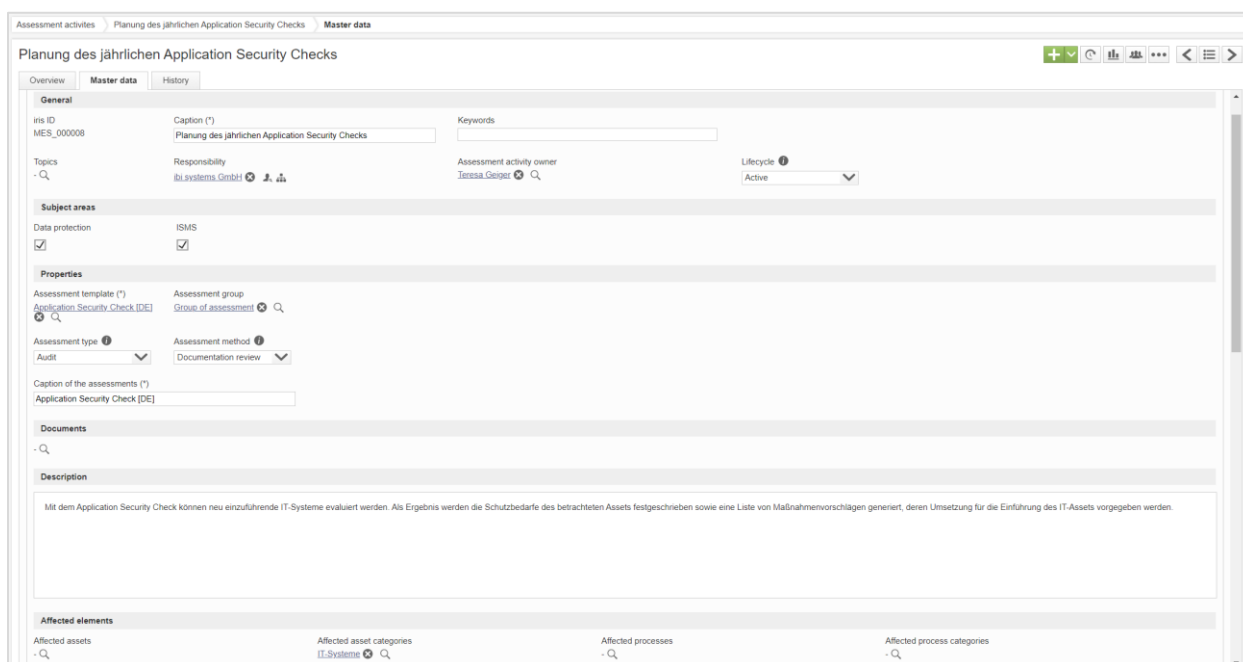 Assessment activites Planung des jährlichen Application Security Checks Master data
Planung des jährlichen Application Security Checks
Overview Master data History
General
iris ID Caption (*) Keywords
MES_000008 Planung des jährlichen Application Security Checks
Topics Responsibility Assessment activity owner Lifecycle
- ibi systems GmbH Teresa Geiger Active
Subject areas
Data protection ISMS
Properties
Assessment template (*) Assessment group
Application Security Check [DE] Group of assessment
Assessment type Assessment method
Audit Documentation review
Caption of the assessments (*)
Application Security Check [DE]
Documents
-
Description
Mit dem Application Security Check können neu einzuführende IT-Systeme evaluiert werden. Als Ergebnis werden die Schutzbedarfe des betrachteten Assets festgeschrieben sowie eine Liste von Maßnahmenvorschlägen generiert, deren Umsetzung für die Einführung des IT-Assets vorgegeben werden.
Affected elements
Affected assets Affected asset categories Affected processes Affected process categories
- IT-Systeme - -